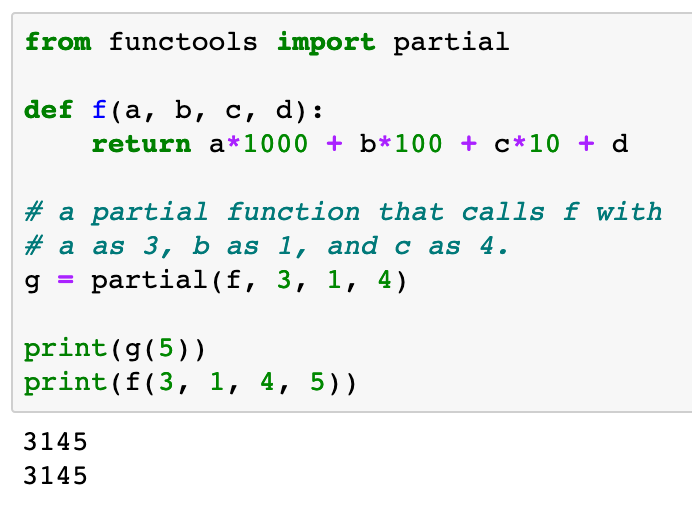 from functools import partial
def f(a, b, c, d):
    return a*1000 + b*100 + c*10 + d
# a partial function that calls f with
# a as 3, b as 1, and c as 4.
g = partial(f, 3, 1, 4)
print(g(5))
print(f(3, 1, 4, 5))
3145
3145